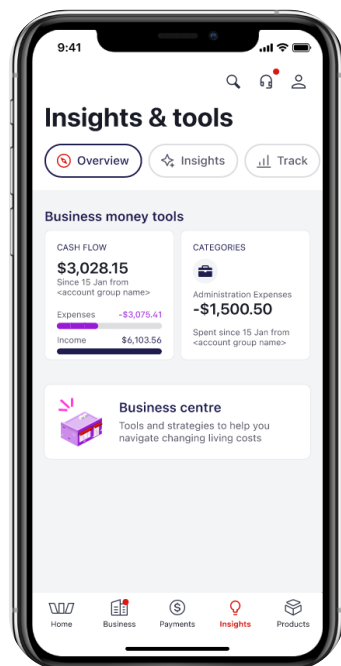 9:41
Insights & tools
Overview
Insights
Track
Business money tools
CASH FLOW
$3,028.15
Since 15 Jan from
<account group name>
Expenses -$3,075.41
Income $6,103.56
CATEGORIES
Administration Expenses
-$1,500.50
Spent since 15 Jan from
<account group name>
Business centre
Tools and strategies to help you
navigate changing living costs
Home
Business
Payments
Insights
Products